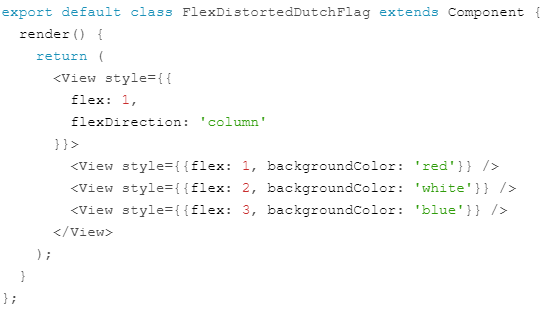 export default class FlexDistortedDutchFlag extends Component {
  render() {
    return (
      <View style={{
        flex: 1,
        flexDirection: 'column'
      }}>
        <View style={{flex: 1, backgroundColor: 'red'}} />
        <View style={{flex: 2, backgroundColor: 'white'}} />
        <View style={{flex: 3, backgroundColor: 'blue'}} />
      </View>
    );
  }
};